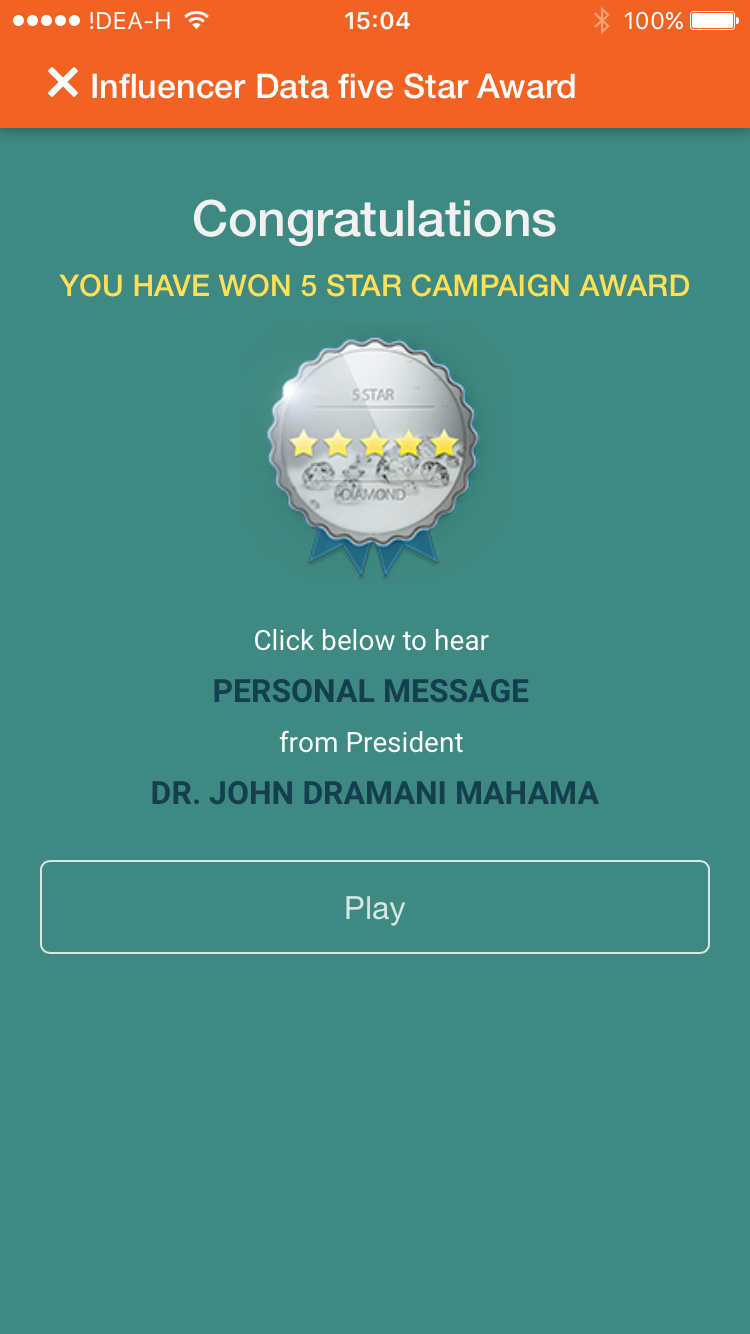 !DEA-H 15:04 100%
Influencer Data five Star Award
Congratulations
YOU HAVE WON 5 STAR CAMPAIGN AWARD
5 STAR
DIAMOND
Click below to hear
PERSONAL MESSAGE
from President
DR. JOHN DRAMANI MAHAMA
Play